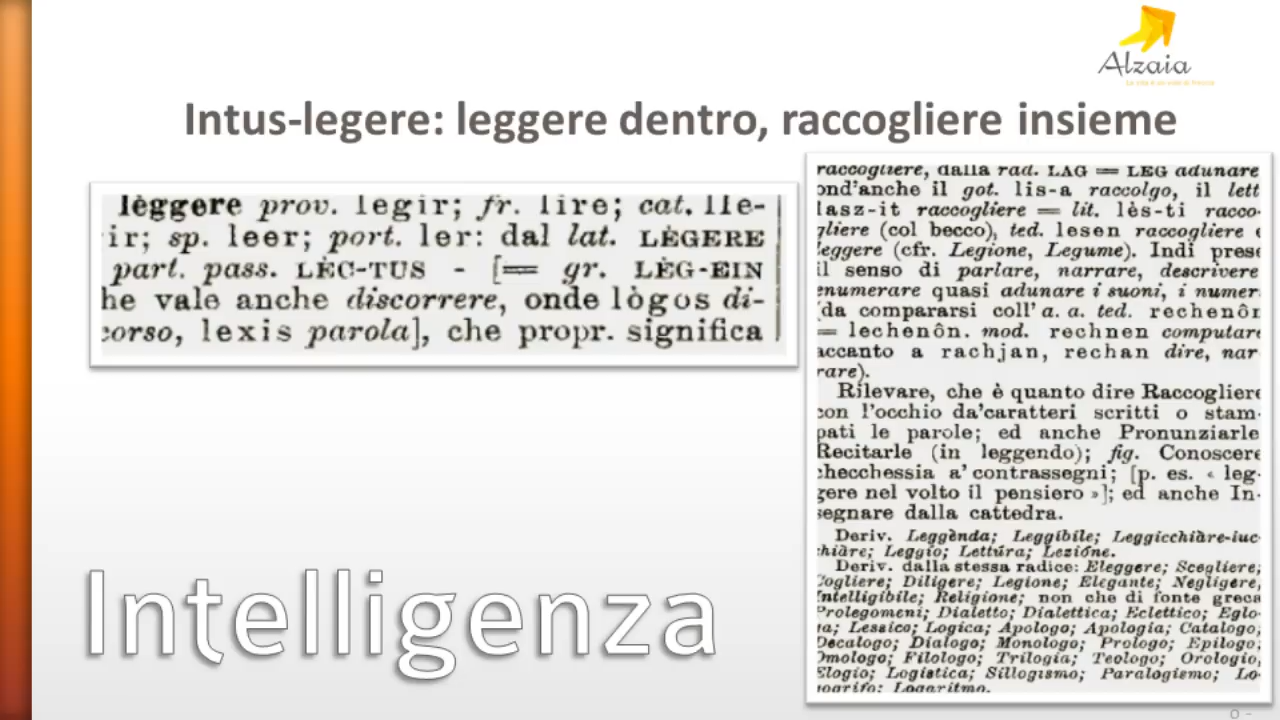 Alzaia
Intus-legere: leggere dentro, raccogliere insieme
lèggere prov. legir; fr. lire; cat. lle-
ir; sp. leer; port. ler: dal lat. LÈGERE
part. pass. LÈC-TUS - [= gr. LÈG-EIN
he vale anche discorrere, onde lògos di-
corso, lexis parola], che propr. significa
raccogliere, dalla rad. LAG = LEG adunare
ond'anche il got. lis-a raccolgo, il lett
lasz-it raccogliere = lit. lès-ti racco-
gliere (col becco), ted. lesen raccogliere e
leggere (cfr. Legione, Legume). Indi prese
il senso di parlare, narrare, descrivere
enumerare quasi adunare i suoni, i numer
(da compararsi coll'a. a. ted. rechenôn
= lechenôn. mod. rechnen computare
accanto a rachjan, rechan dire, nar-
rare).
Rilevare, che è quanto dire Raccogliere
con l'occhio da'caratteri scritti o stam-
pati le parole; ed anche Pronunziarle
Recitarle (in leggendo); fig. Conoscere
checchessia a'contrassegni; [p. es. « leg-
gere nel volto il pensiero »]; ed anche In-
segnare dalla cattedra.
Deriv. Leggènda; Leggibile; Leggicchiàre-iuc
chiàre; Leggìo; Lettúra; Lezióne.
Deriv. dalla stessa radice: Eleggere; Scegliere;
Cogliere; Diligere; Legione; Elegante; Negligere,
Intelligibile; Religione; non che di fonte greca
Prolegomeni; Dialetto; Dialettica; Eclettico; Eglo-
ga; Lessico; Logica; Apologo; Apologia; Catalogo;
Decalogo; Dialogo; Monologo; Prologo; Epilogo;
Omologo; Filologo; Trilogia; Teologo; Orologio,
Elogio; Logistica; Sillogismo; Paralogismo; Lo-
gogrifo; Logaritmo.
Intelligenza